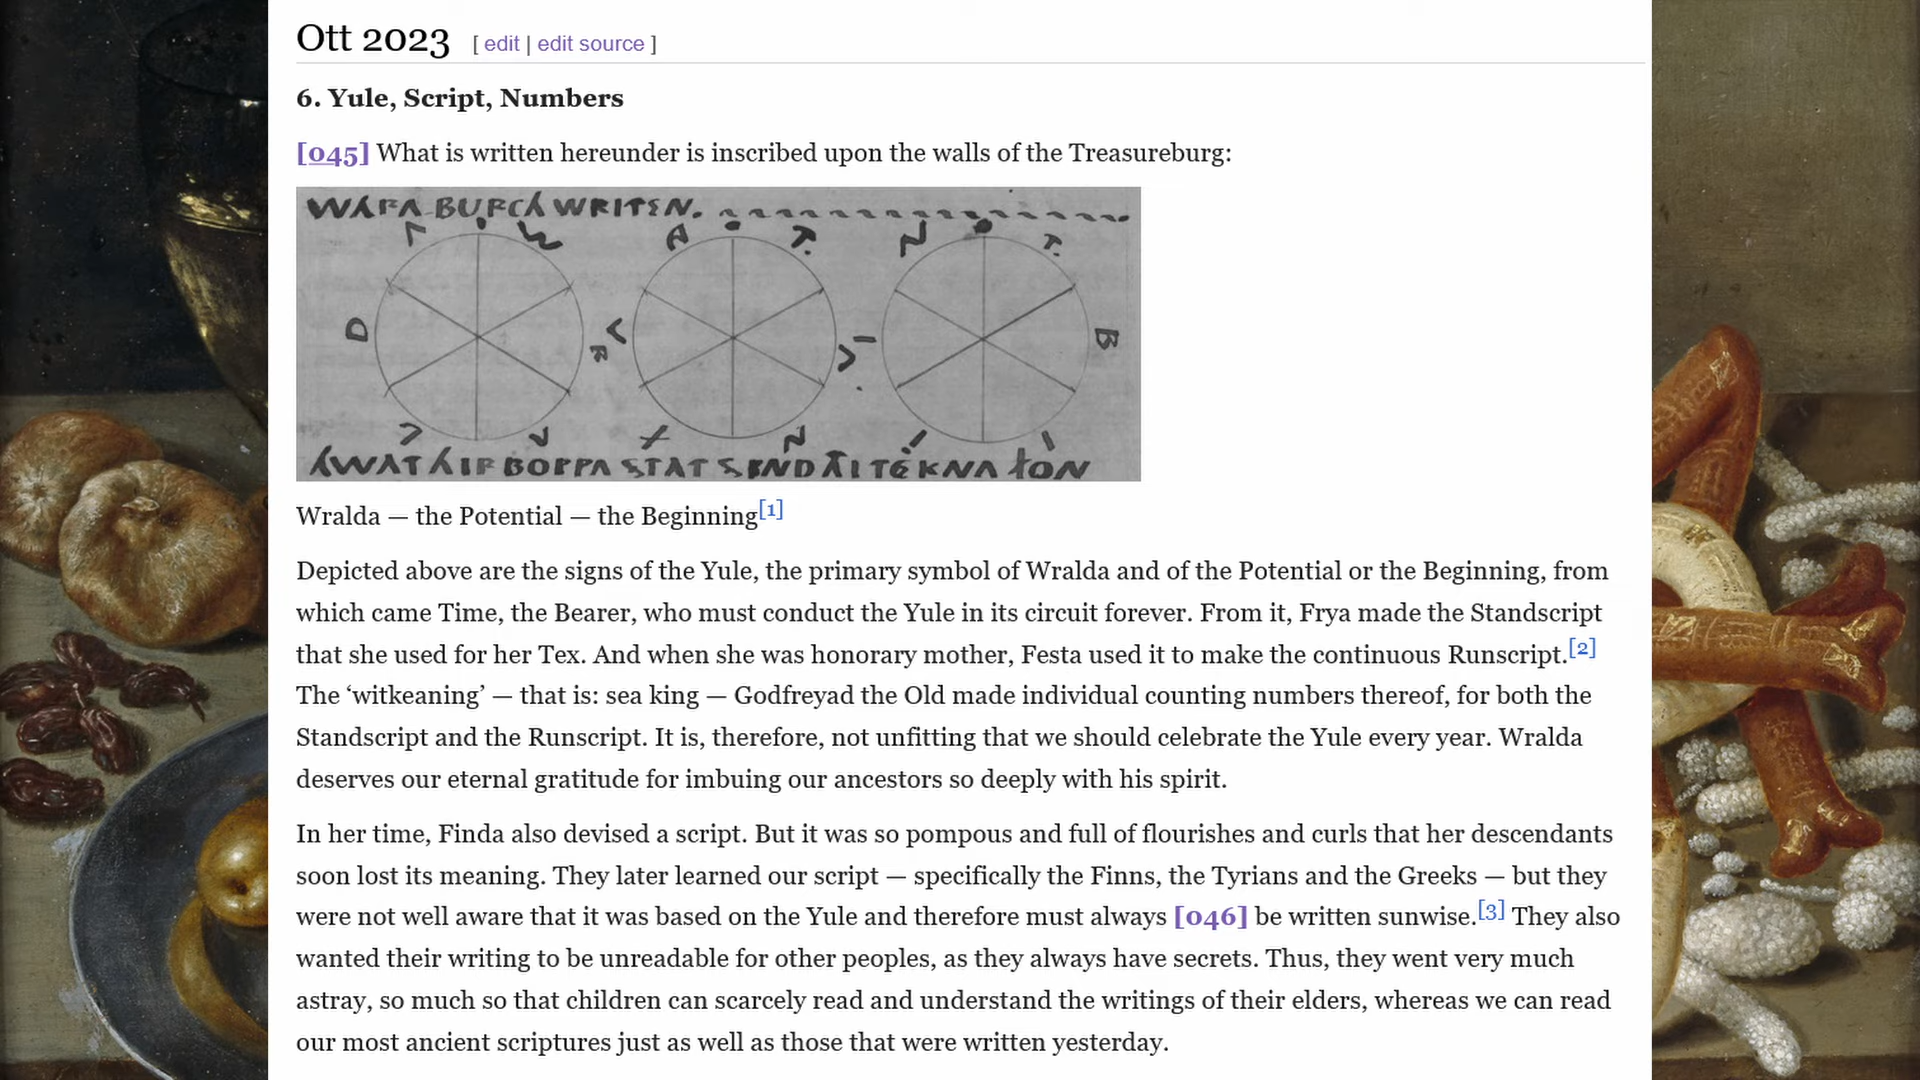 Ott 2023 [ edit | edit source ]
6. Yule, Script, Numbers
[045] What is written hereunder is inscribed upon the walls of the Treasureburg:
WRITEN.
Wralda — the Potential — the Beginning[1]
Depicted above are the signs of the Yule, the primary symbol of Wralda and of the Potential or the Beginning, from
which came Time, the Bearer, who must conduct the Yule in its circuit forever. From it, Frya made the Standscript
that she used for her Tex. And when she was honorary mother, Festa used it to make the continuous Runscript.[2]
The ‘witkeaning’ — that is: sea king — Godfreyad the Old made individual counting numbers thereof, for both the
Standscript and the Runscript. It is, therefore, not unfitting that we should celebrate the Yule every year. Wralda
deserves our eternal gratitude for imbuing our ancestors so deeply with his spirit.
In her time, Finda also devised a script. But it was so pompous and full of flourishes and curls that her descendants
soon lost its meaning. They later learned our script — specifically the Finns, the Tyrians and the Greeks — but they
were not well aware that it was based on the Yule and therefore must always [046] be written sunwise.[3] They also
wanted their writing to be unreadable for other peoples, as they always have secrets. Thus, they went very much
astray, so much so that children can scarcely read and understand the writings of their elders, whereas we can read
our most ancient scriptures just as well as those that were written yesterday.